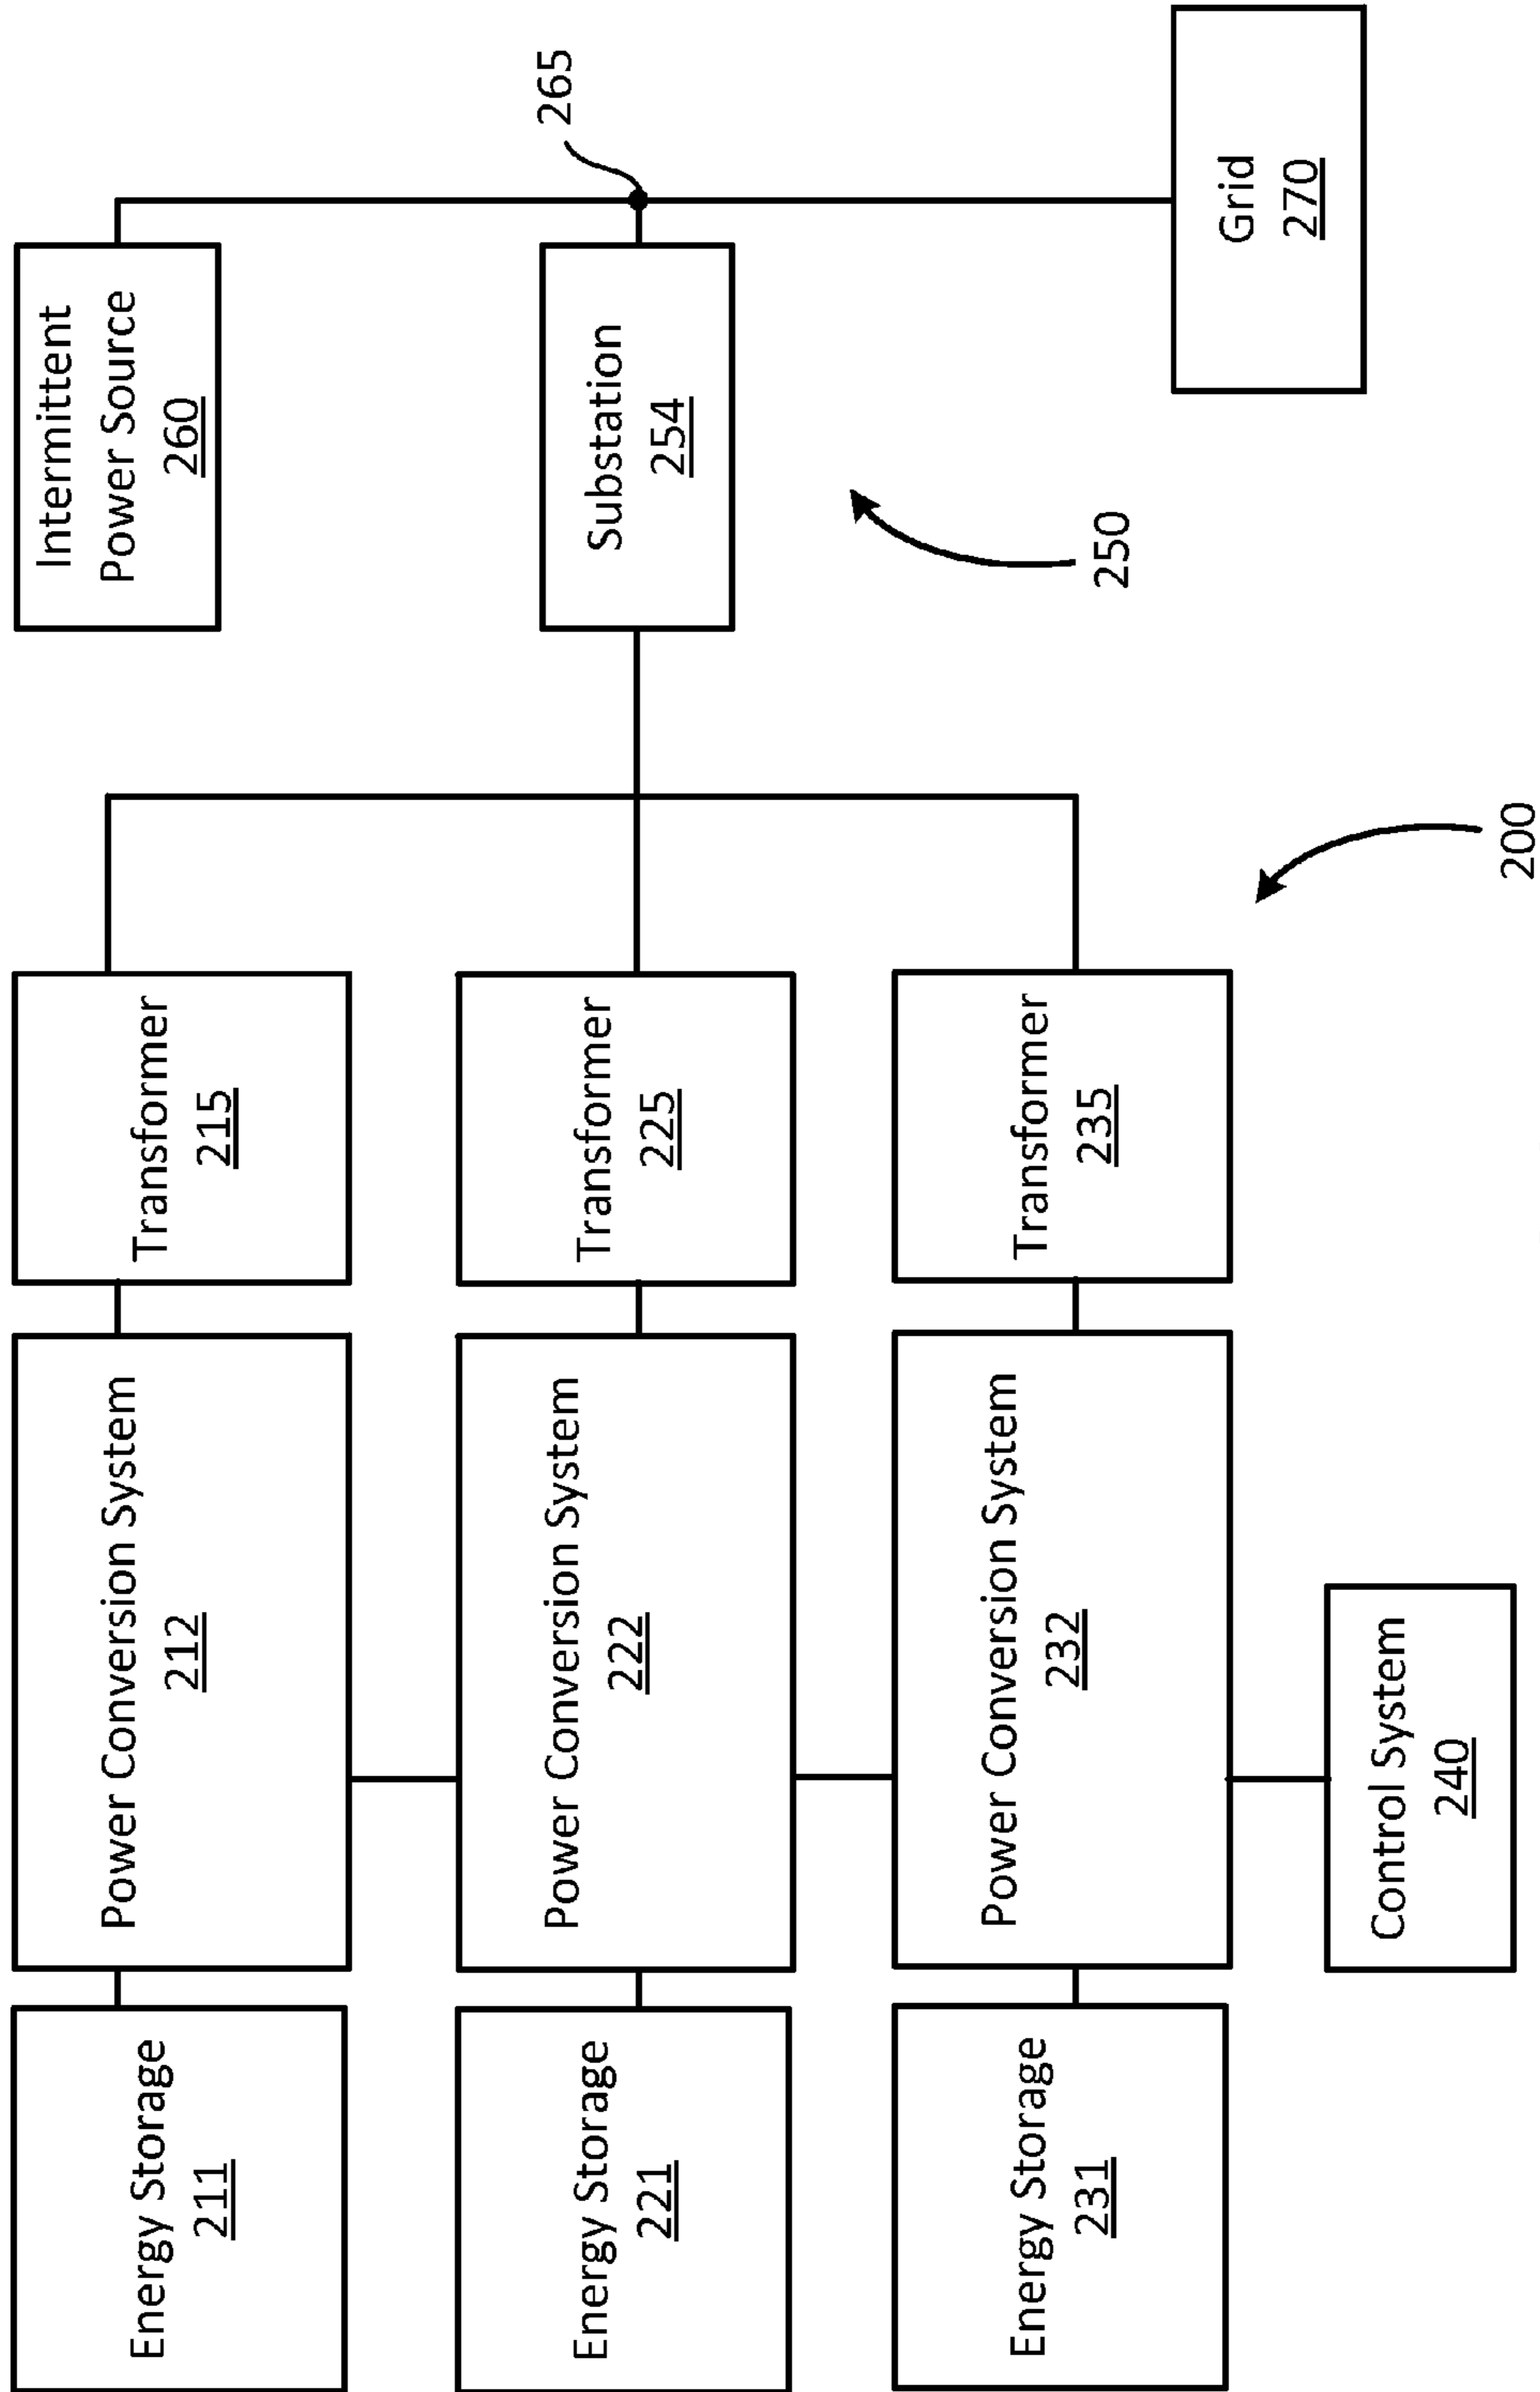 Energy Storage
211
Power Conversion System
212
Transformer
215
Intermittent
Power Source
260
265
Energy Storage
221
Power Conversion System
222
Transformer
225
Substation
254
250
Energy Storage
231
Power Conversion System
232
Transformer
235
Grid
270
Control System
240
200